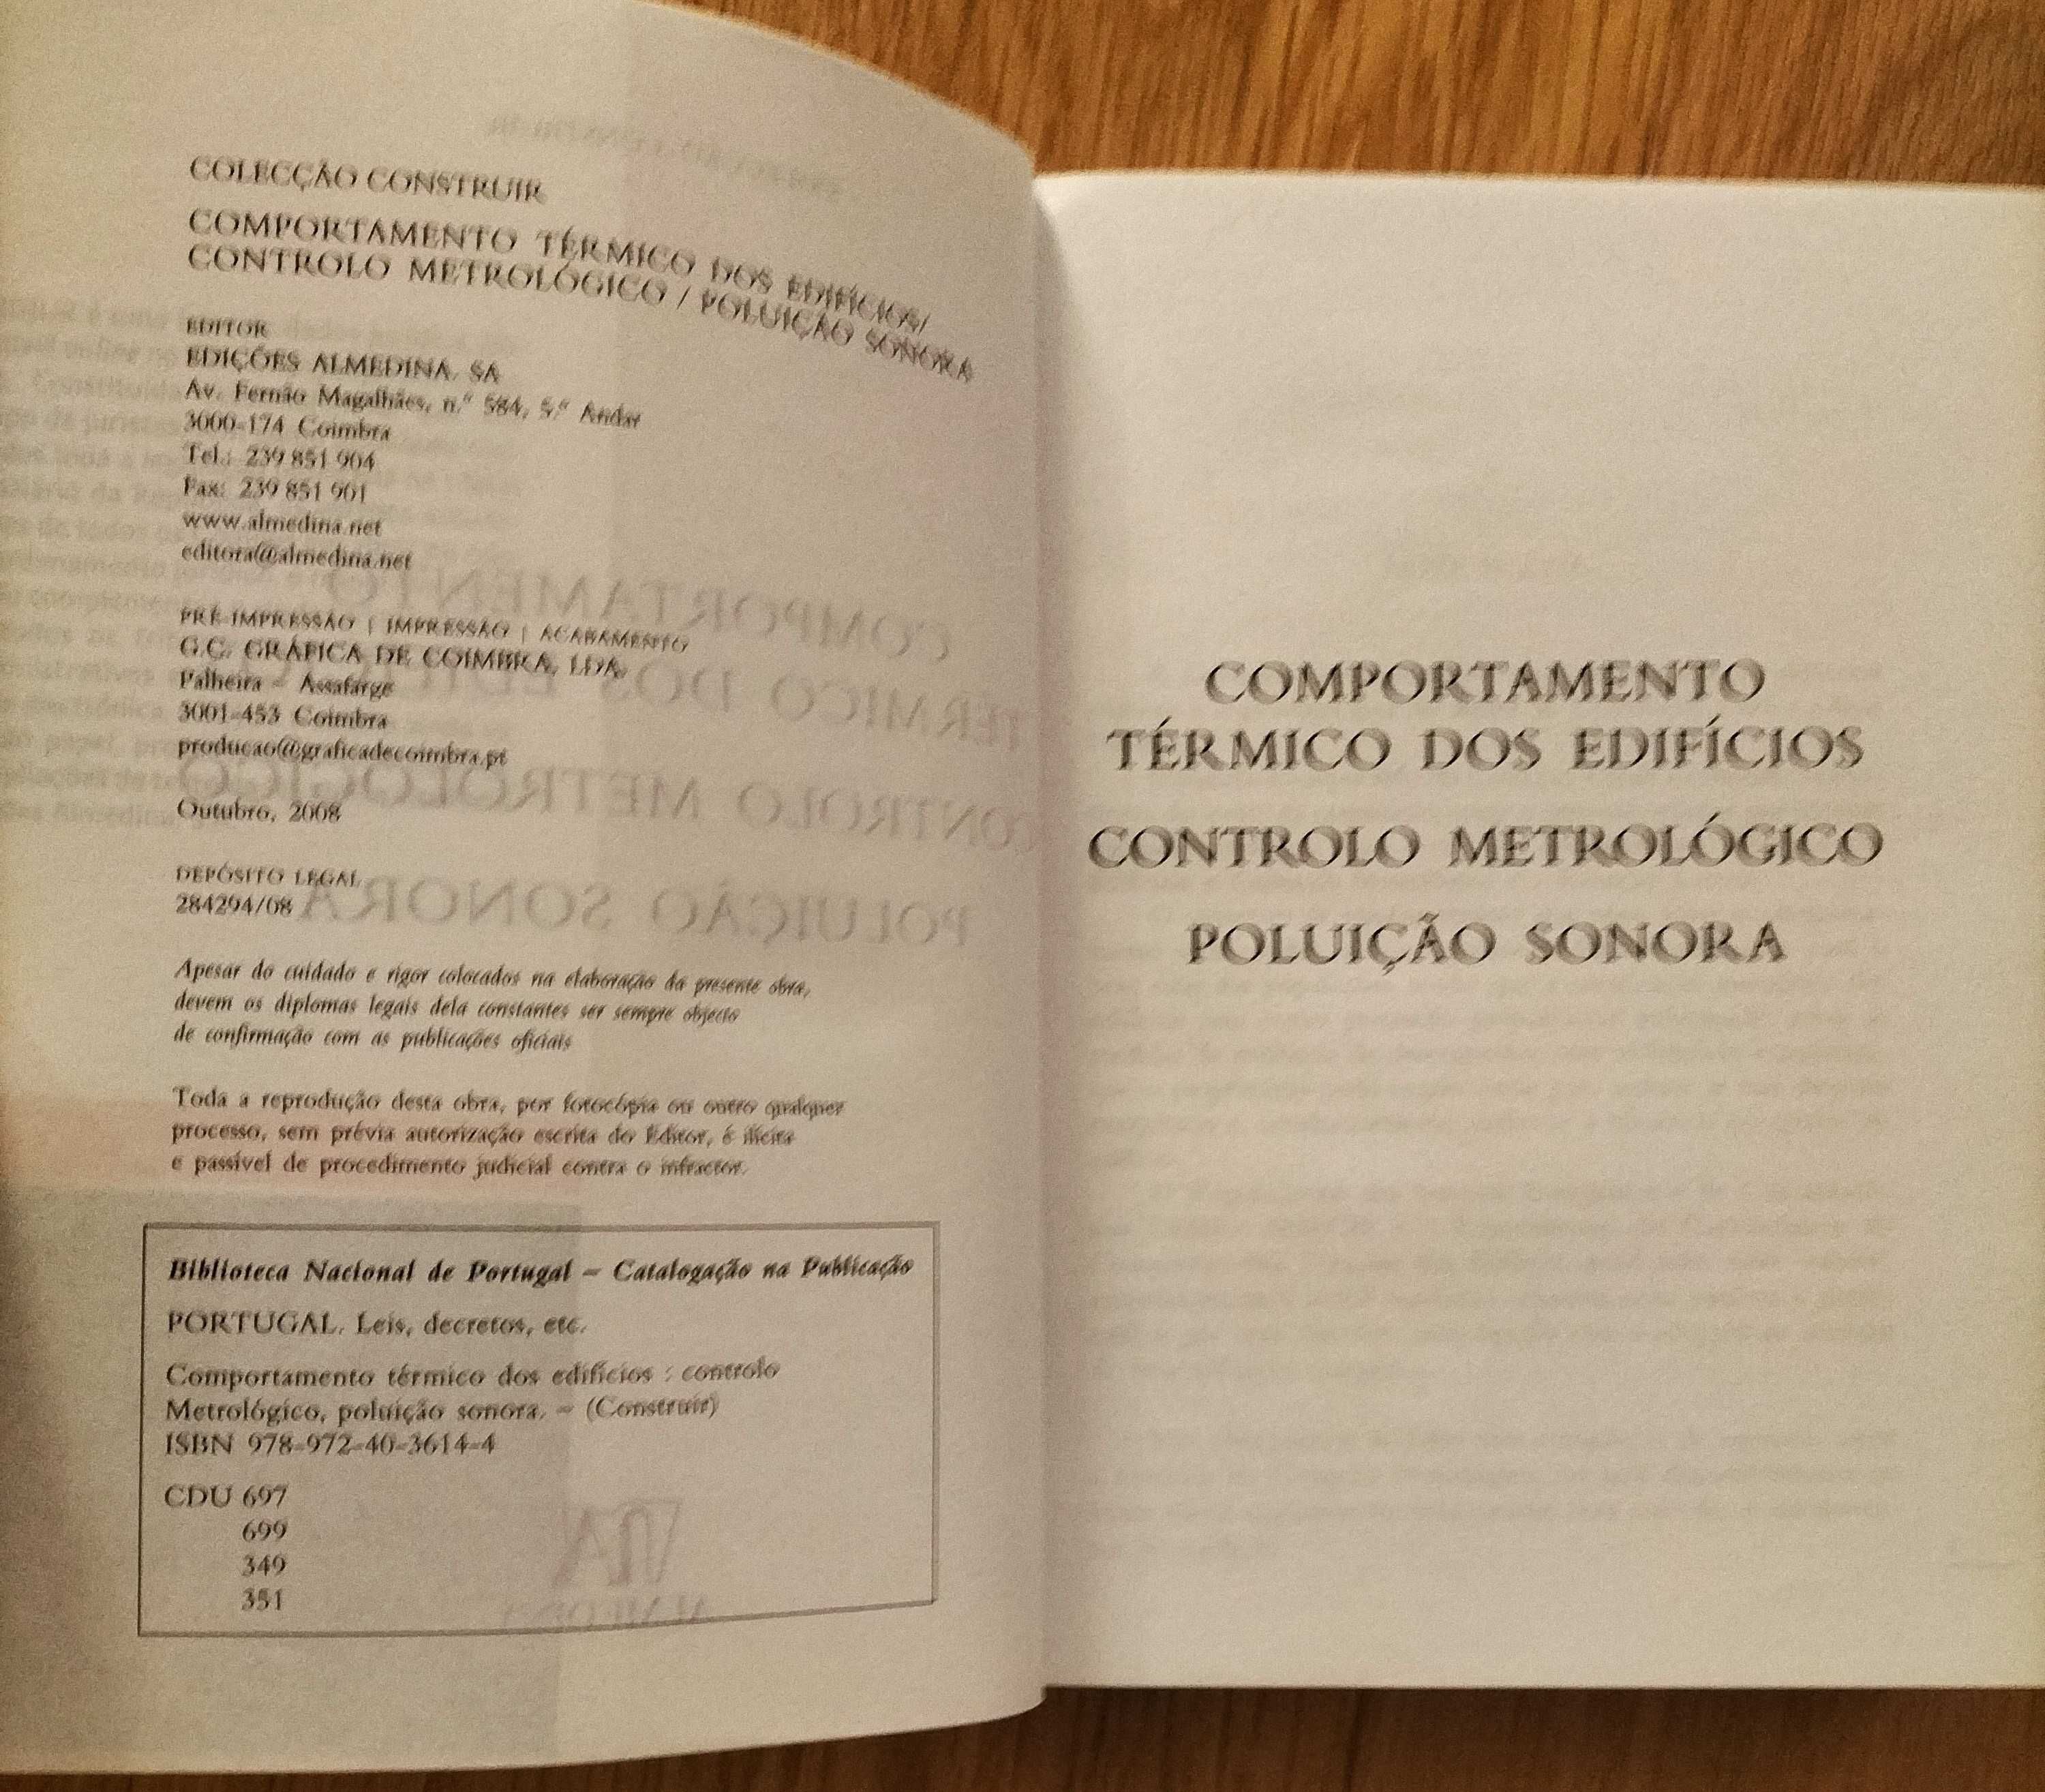 COLECÇÃO CONSTRUIR
COMPORTAMENTO TÉRMICO DOS EDIFÍCIOS/
CONTROLO METROLÓGICO / POLUIÇÃO SONORA
EDITOR
EDIÇÕES ALMEDINA, SA
Av. Fernão Magalhães, n.º 584, 5.º Andar
3000-174 Coimbra
Tel.: 239 851 904
Fax: 239 851 901
www.almedina.net
editora@almedina.net
PRÉ-IMPRESSÃO | IMPRESSÃO | ACABAMENTO
G.C. GRÁFICA DE COIMBRA, LDA.
Palheira – Assafarge
3001-453 Coimbra
producao@graficadecoimbra.pt
Outubro, 2008
DEPÓSITO LEGAL
284294/08
Apesar do cuidado e rigor colocados na elaboração da presente obra,
devem os diplomas legais dela constantes ser sempre objecto
de confirmação com as publicações oficiais
Toda a reprodução desta obra, por fotocópia ou outro qualquer
processo, sem prévia autorização escrita do Editor, é ilícita
e passível de procedimento judicial contra o infractor.
Biblioteca Nacional de Portugal – Catalogação na Publicação
PORTUGAL. Leis, decretos, etc.
Comportamento térmico dos edifícios : controlo
Metrológico, poluição sonora. – (Construir)
ISBN 978-972-40-3614-4
CDU 697
699
349
351
COMPORTAMENTO
TÉRMICO DOS EDIFÍCIOS
CONTROLO METROLÓGICO
POLUIÇÃO SONORA